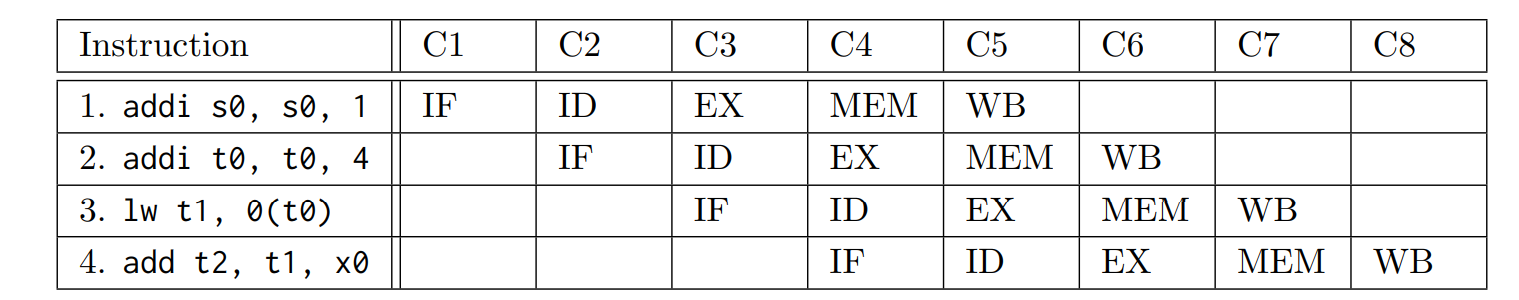 Instruction C1 C2 C3 C4 C5 C6 C7 C8
1. addi s0, s0, 1 IF ID EX MEM WB
2. addi t0, t0, 4 IF ID EX MEM WB
3. lw t1, 0(t0) IF ID EX MEM WB
4. add t2, t1, x0 IF ID EX MEM WB